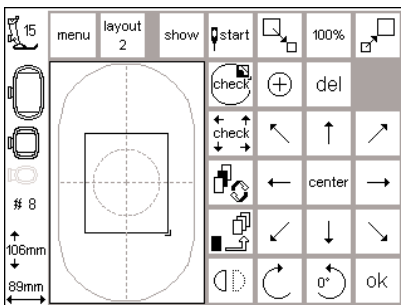 15
menu
layout
2
show
start
100%
check
del
check
center
# 8
106mm
89mm
0°
ok